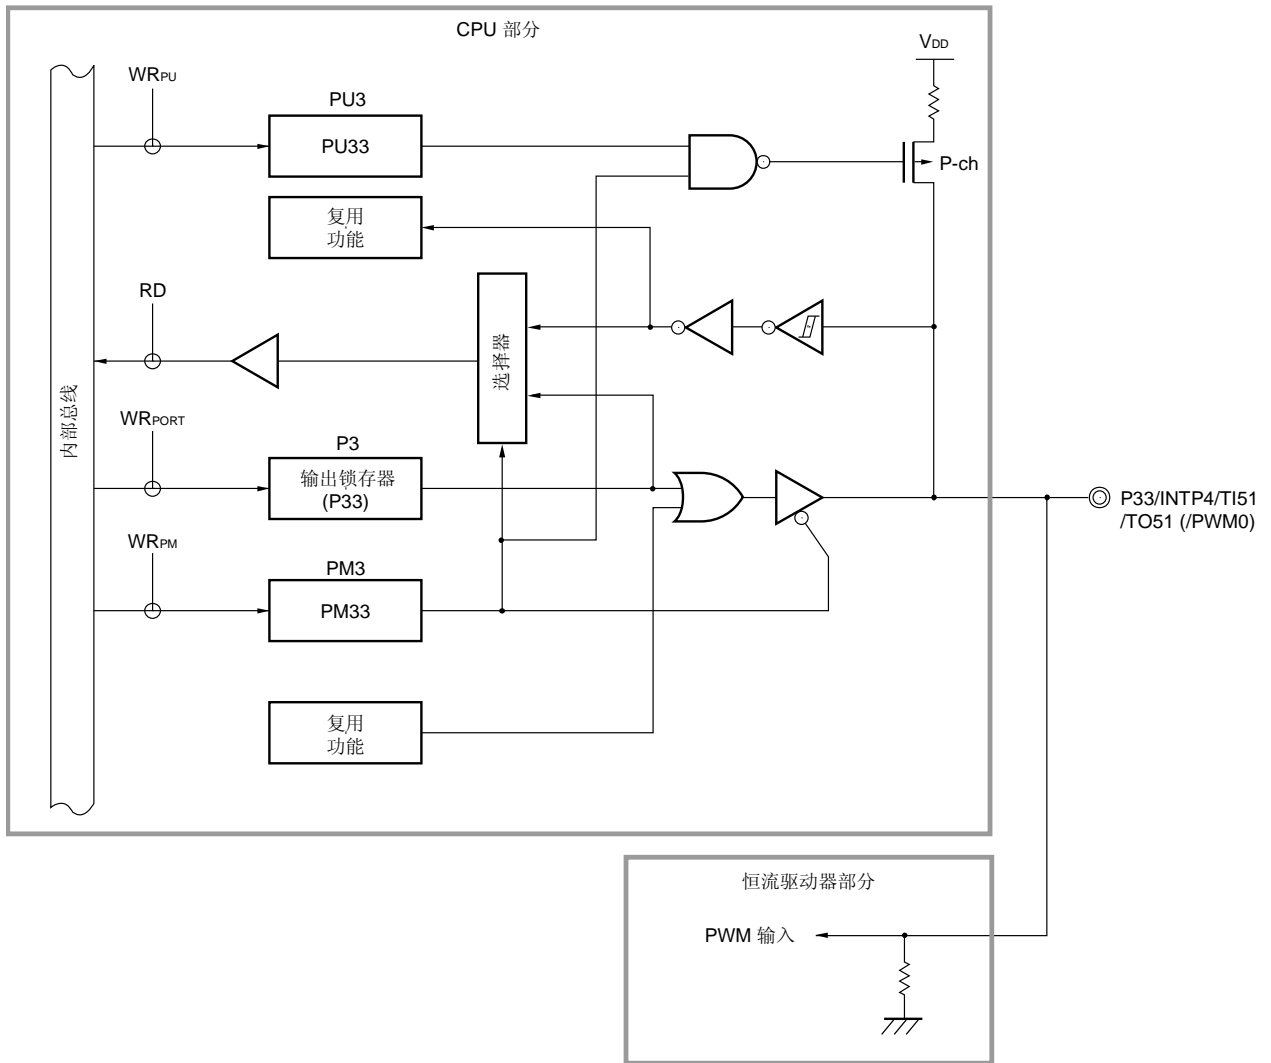 CPU 部分
VDD
WRPU
PU3
PU33
P-ch
复用
功能
RD
选择器
内部总线
WRPORT
P3
输出锁存器
(P33)
P33/INTP4/TI51
/TO51 (/PWM0)
WRPM
PM3
PM33
复用
功能
恒流驱动器部分
PWM 输入